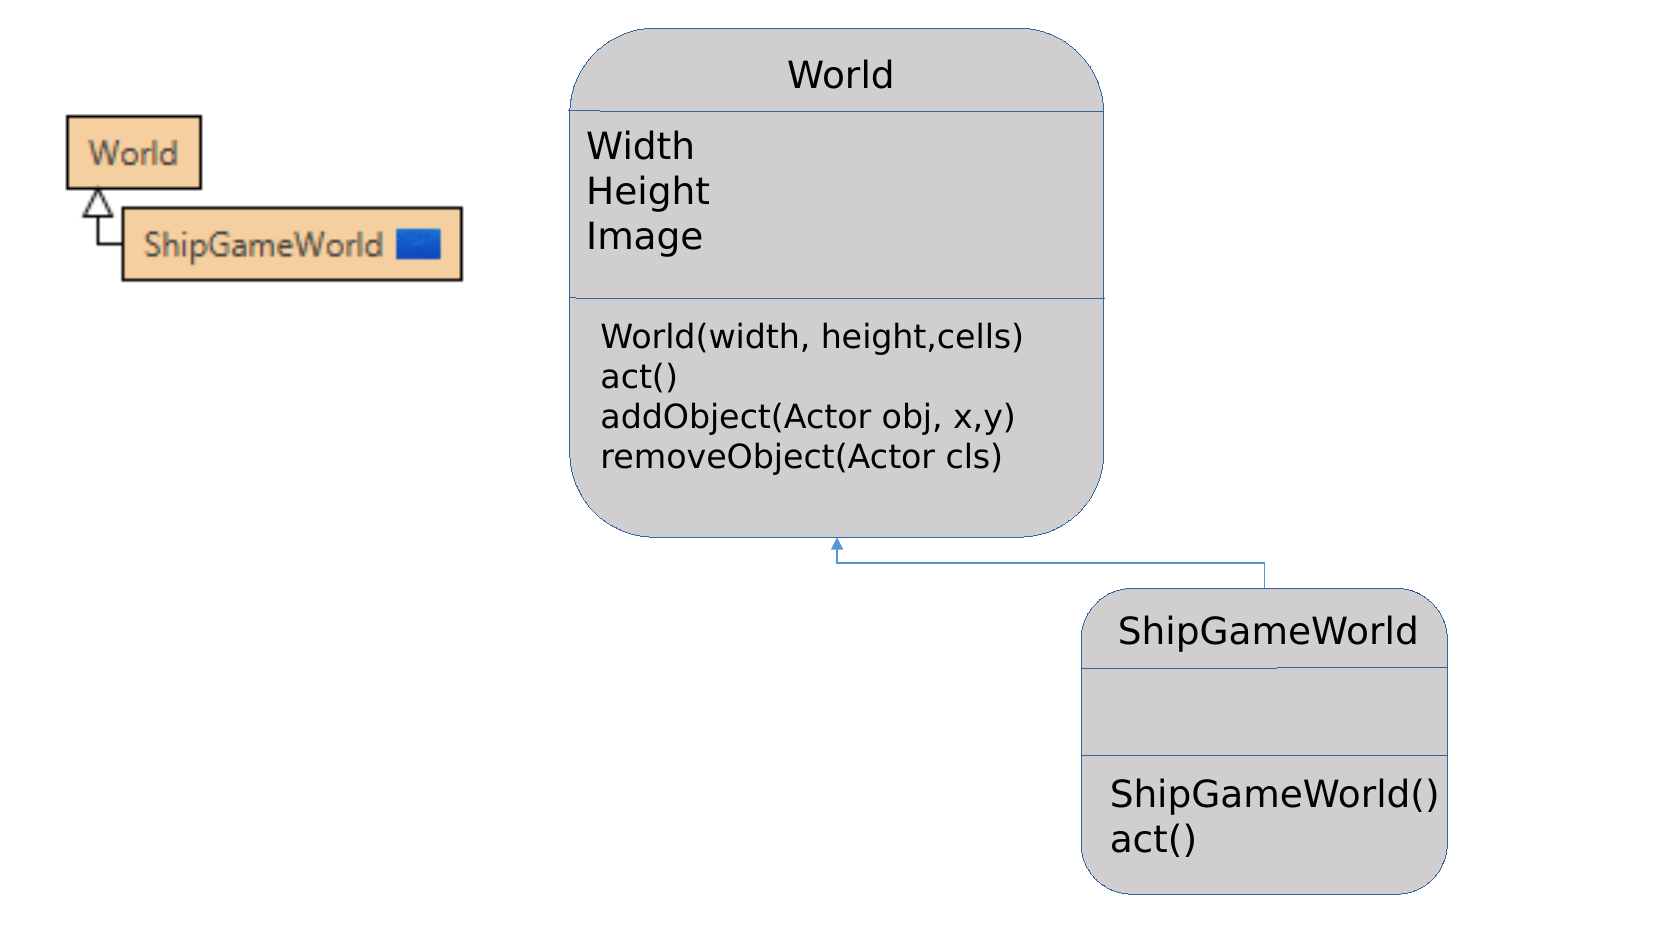 World
ShipGameWorld
World
Width
Height
Image
World(width, height,cells)
act()
addObject(Actor obj, x,y)
removeObject(Actor cls)
ShipGameWorld
ShipGameWorld()
act()